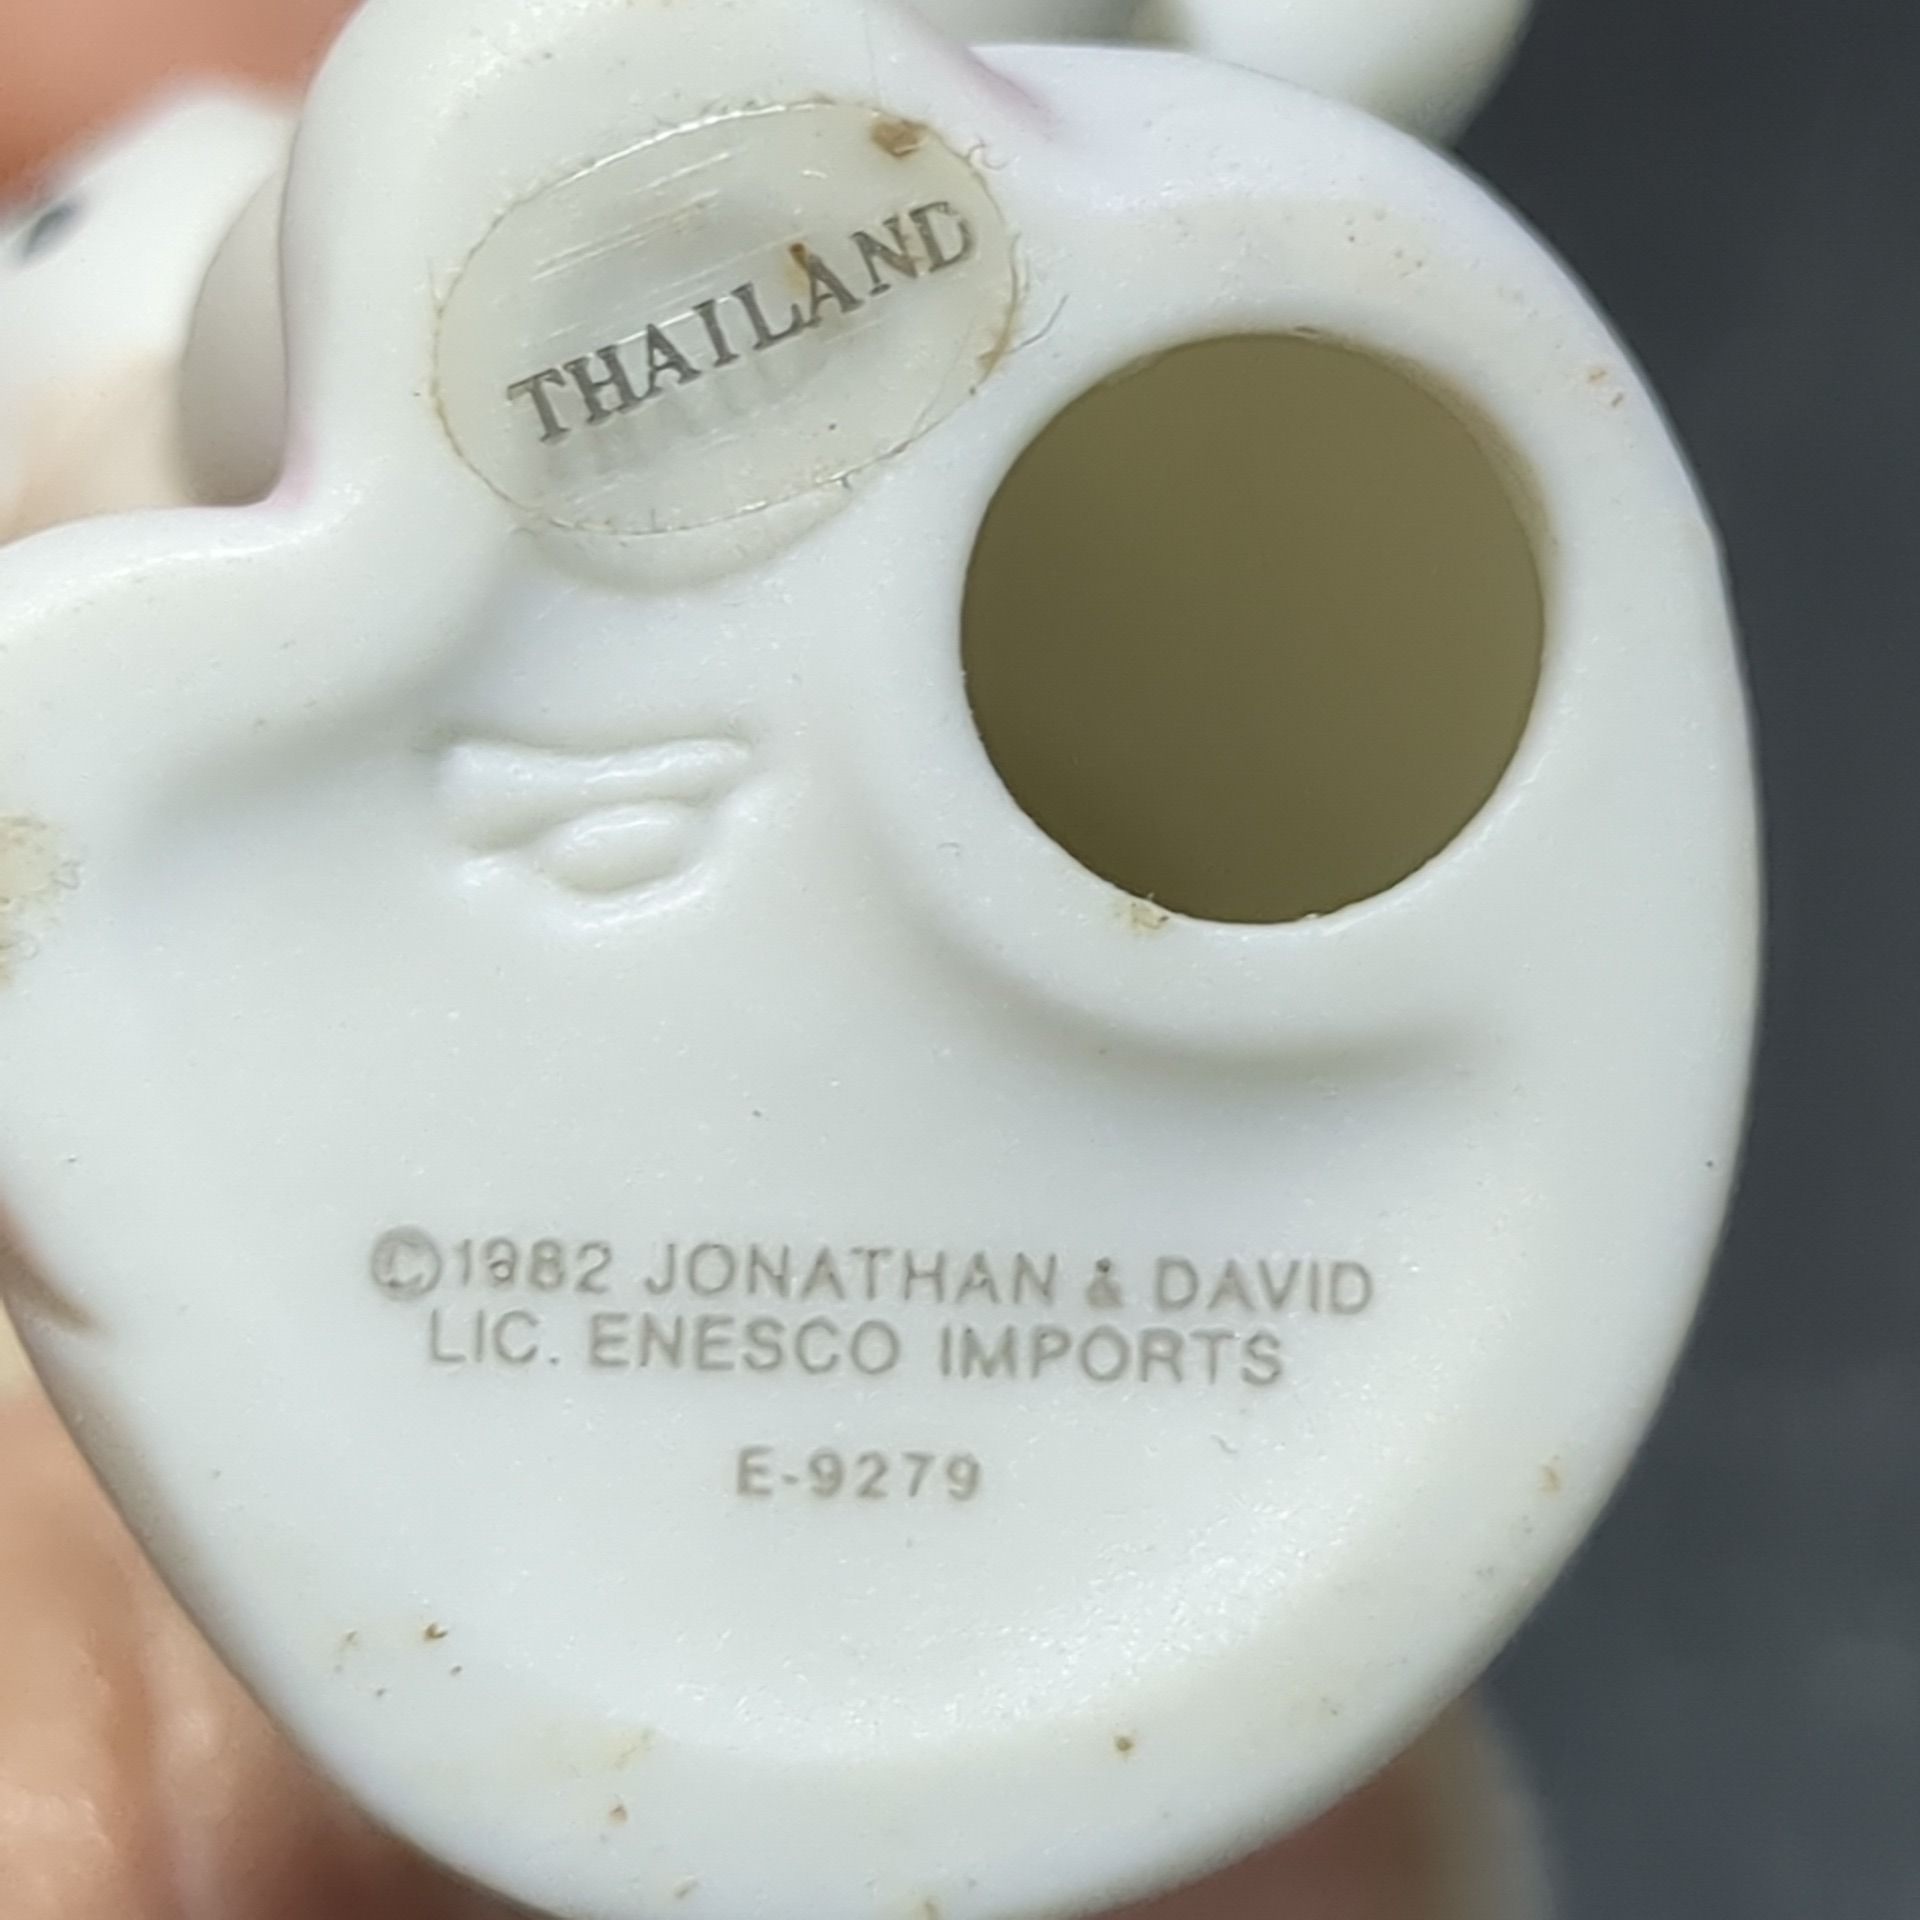 THAILAND
©1982 JONATHAN & DAVID
LIC. ENESCO IMPORTS
E-9279